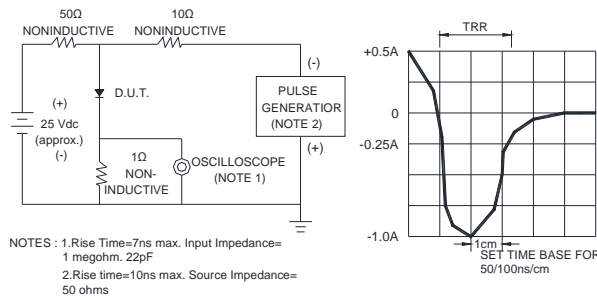 50Ω
NONINDUCTIVE
10Ω
NONINDUCTIVE
(+)
25 Vdc
(approx.)
(-)
D.U.T.
1Ω
NON-
INDUCTIVE
OSCILLOSCOPE
(NOTE 1)
(-)
PULSE
GENERATIOR
(NOTE 2)
(+)
TRR
+0.5A
0
-0.25A
-1.0A
1cm
SET TIME BASE FOR
50/100ns/cm
NOTES : 1.Rise Time=7ns max. Input Impedance=
1 megohm. 22pF
2.Rise time=10ns max. Source Impedance=
50 ohms